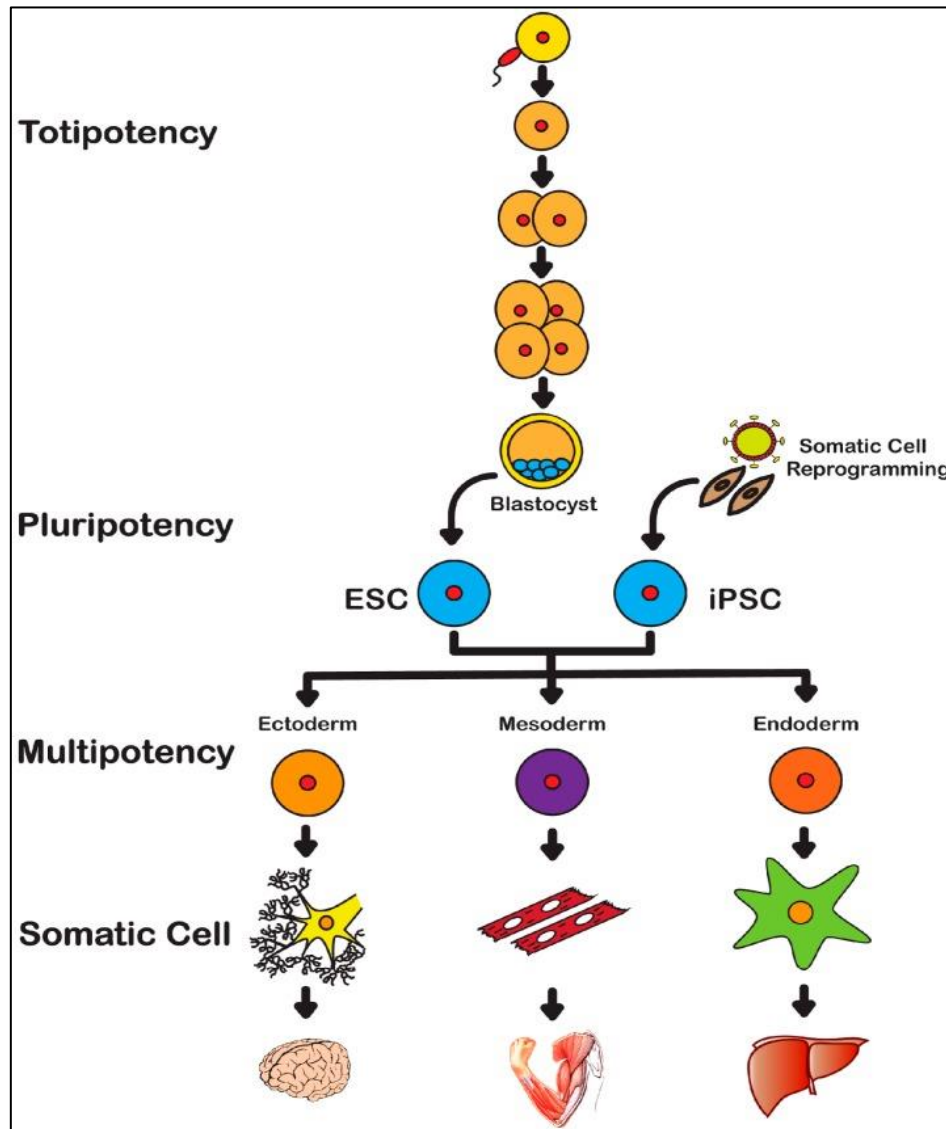 Totipotency
Somatic Cell
Reprogramming
Blastocyst
Pluripotency
ESC
iPSC
Ectoderm
Mesoderm
Endoderm
Multipotency
Somatic Cell